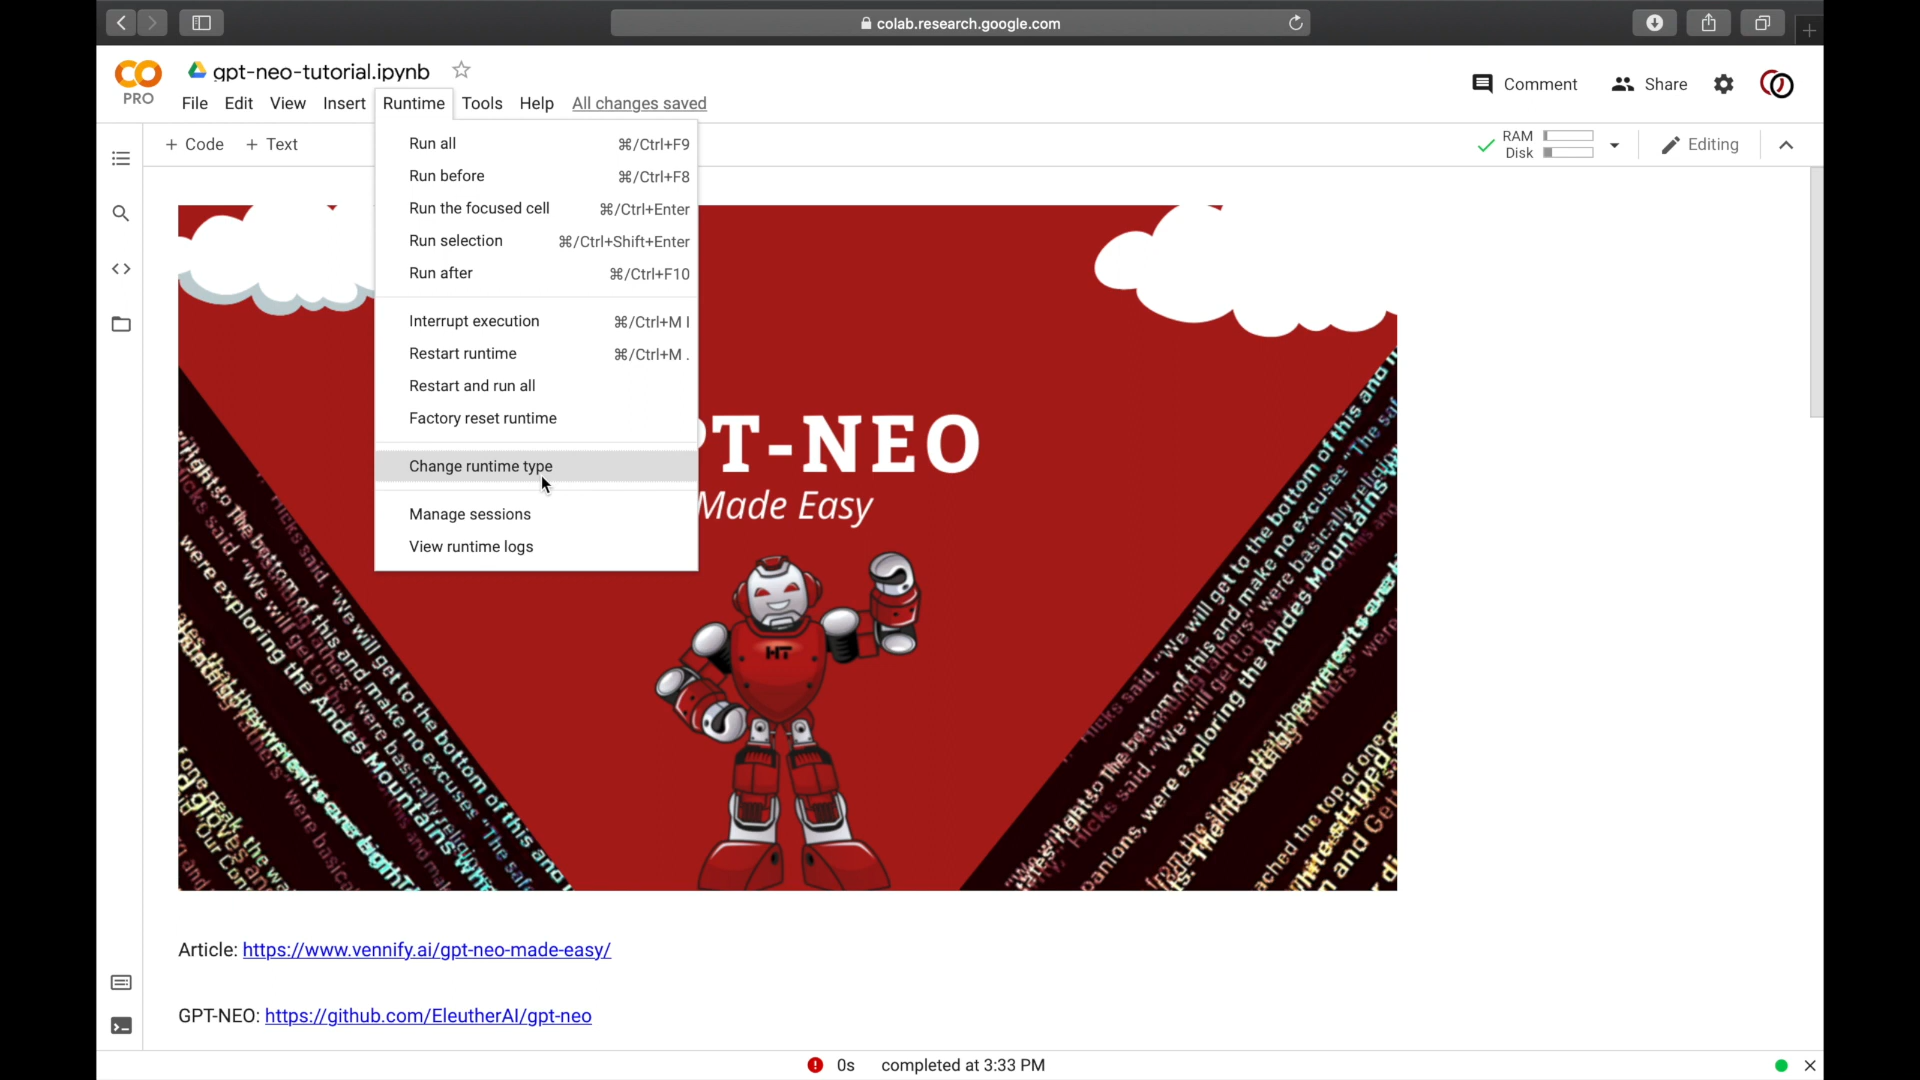 colab.research.google.com
PRO
gpt-neo-tutorial.ipynb
File Edit View Insert Runtime Tools Help All changes saved
Comment Share
+ Code + Text
RAM
Disk
Editing
Run all ⌘/Ctrl+F9
Run before ⌘/Ctrl+F8
Run the focused cell ⌘/Ctrl+Enter
Run selection ⌘/Ctrl+Shift+Enter
Run after ⌘/Ctrl+F10
Interrupt execution ⌘/Ctrl+M I
Restart runtime ⌘/Ctrl+M .
Restart and run all
Factory reset runtime
Change runtime type
Manage sessions
View runtime logs
PT-NEO
Made Easy
HT
Article: https://www.vennify.ai/gpt-neo-made-easy/
GPT-NEO: https://github.com/EleutherAI/gpt-neo
0s completed at 3:33 PM